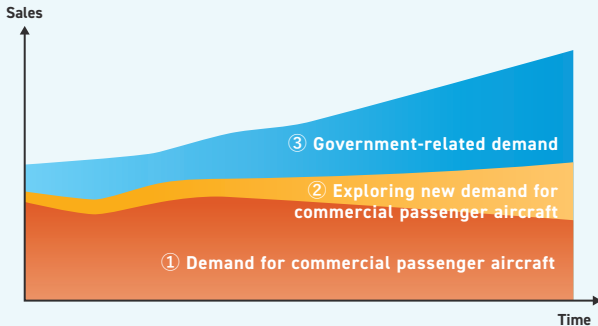 Sales
③ Government-related demand
② Exploring new demand for
commercial passenger aircraft
① Demand for commercial passenger aircraft
Time